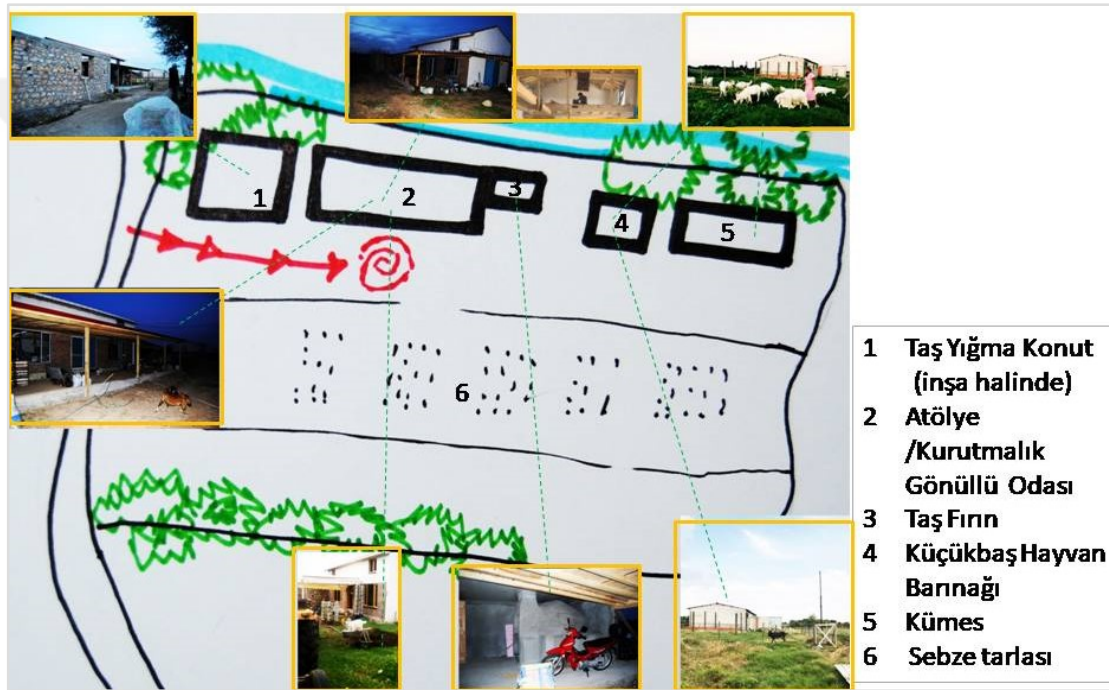 1
2
3
4
5
6
1 Taş Yığma Konut
(inşa halinde)
2 Atölye
/Kurutmalık
Gönüllü Odası
3 Taş Fırın
4 Küçükbaş Hayvan
Barınağı
5 Kümes
6 Sebze tarlası